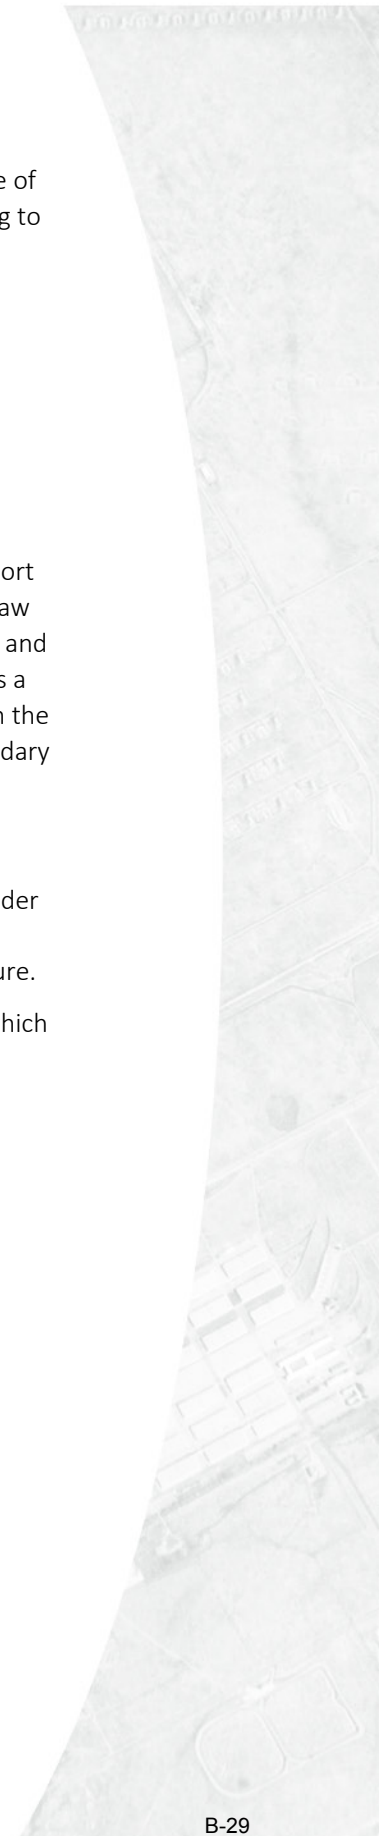 e of
g to
ort
aw
and
s a
n the
dary
der
ure.
hich
B-29